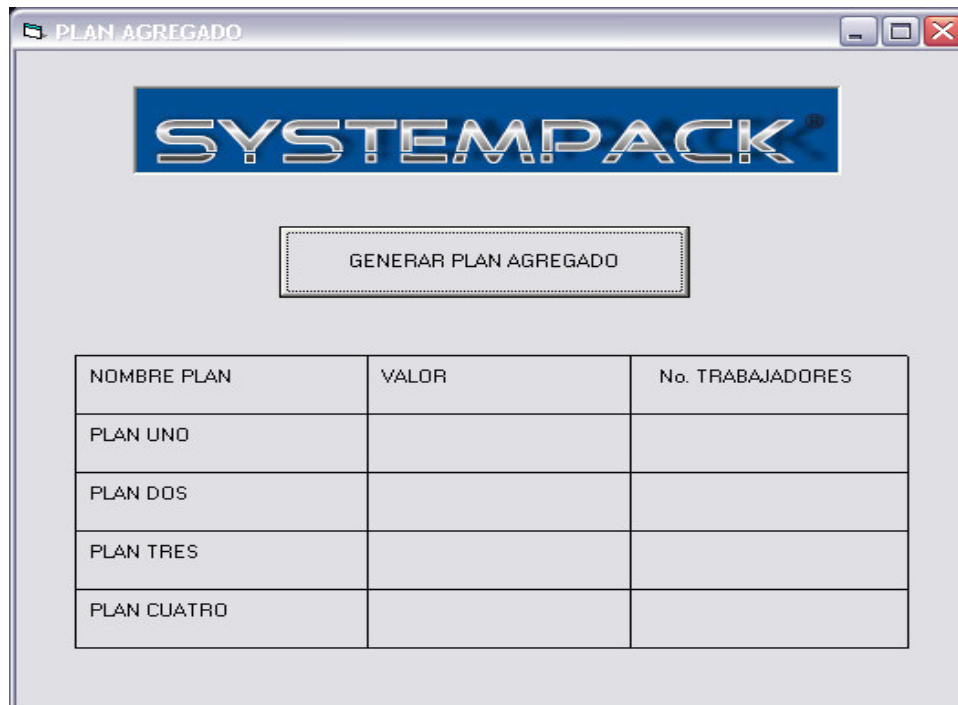 PLAN AGREGADO
SYSTEMPACK®
GENERAR PLAN AGREGADO
NOMBRE PLAN VALOR No. TRABAJADORES
PLAN UNO
PLAN DOS
PLAN TRES
PLAN CUATRO